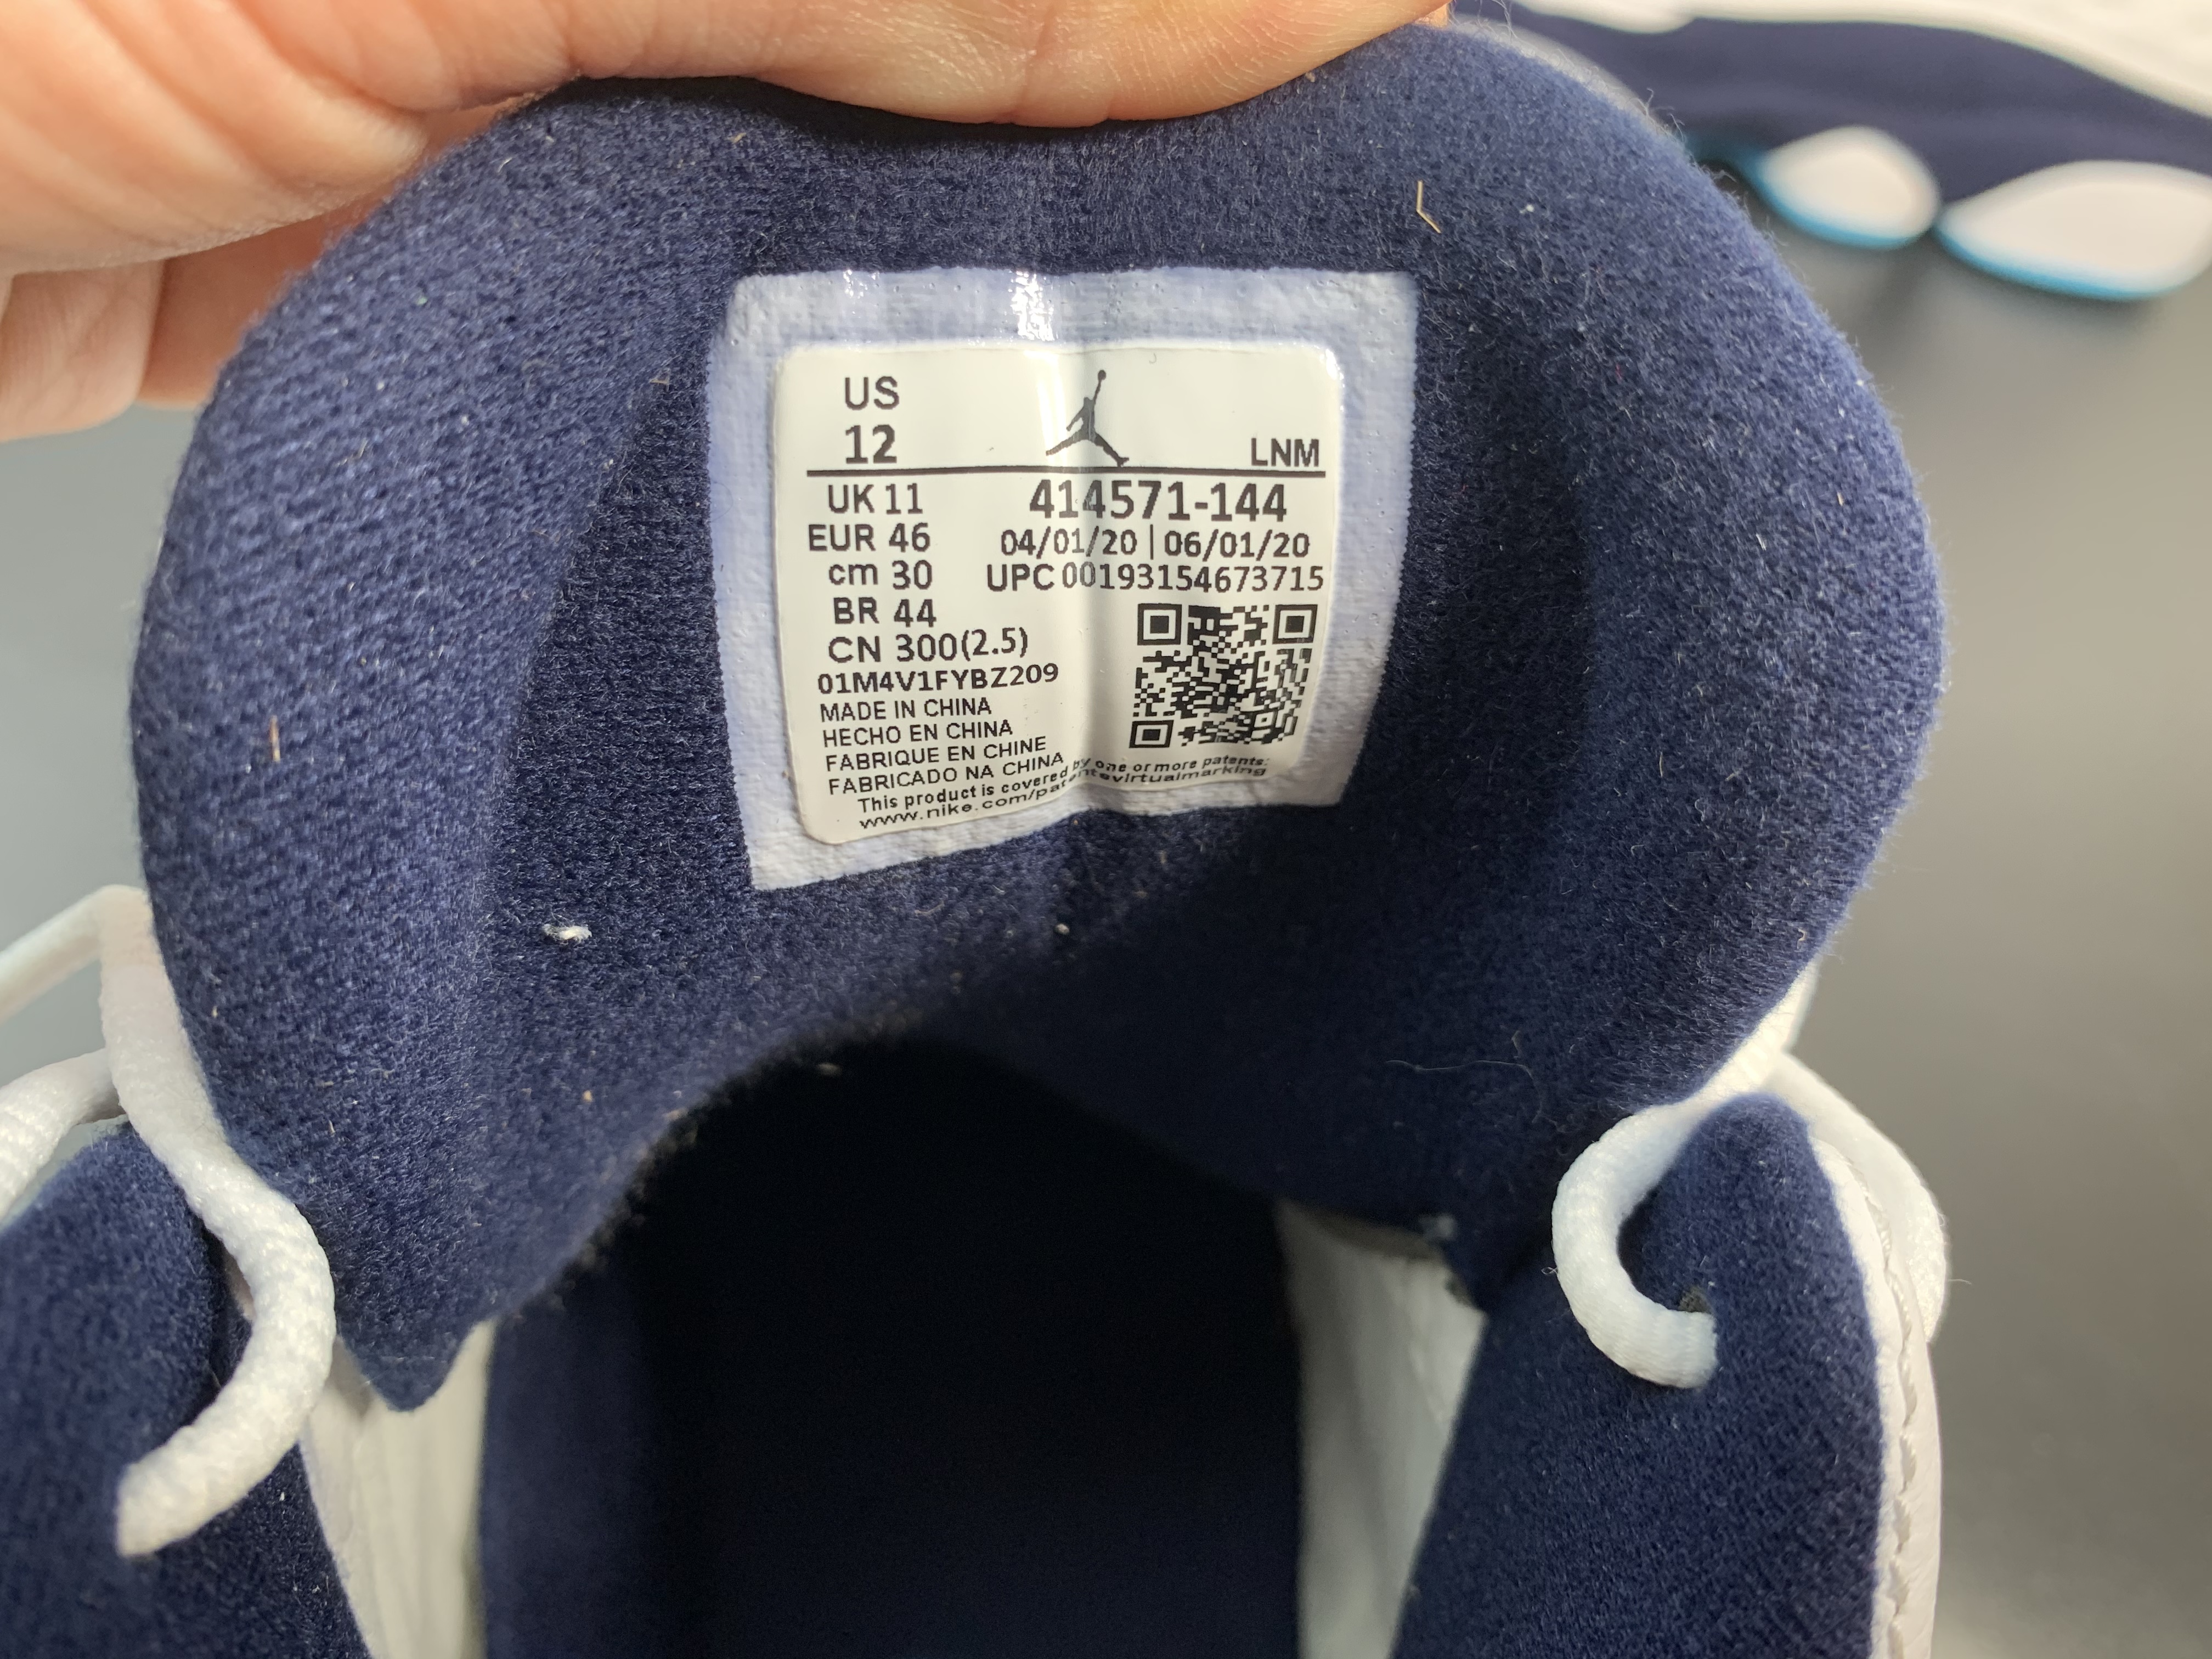 US
12
LNM
UK 11
414571-144
EUR 46
04/01/20 | 06/01/20
cm 30
UPC 00193154673715
BR 44
CN 300(2.5)
01M4V1FYBZ209
MADE IN CHINA
HECHO EN CHINA
FABRIQUE EN CHINE
FABRICADO NA CHINA
This product is covered by one or more patents:
www.nike.com/patentsvirtualmarking